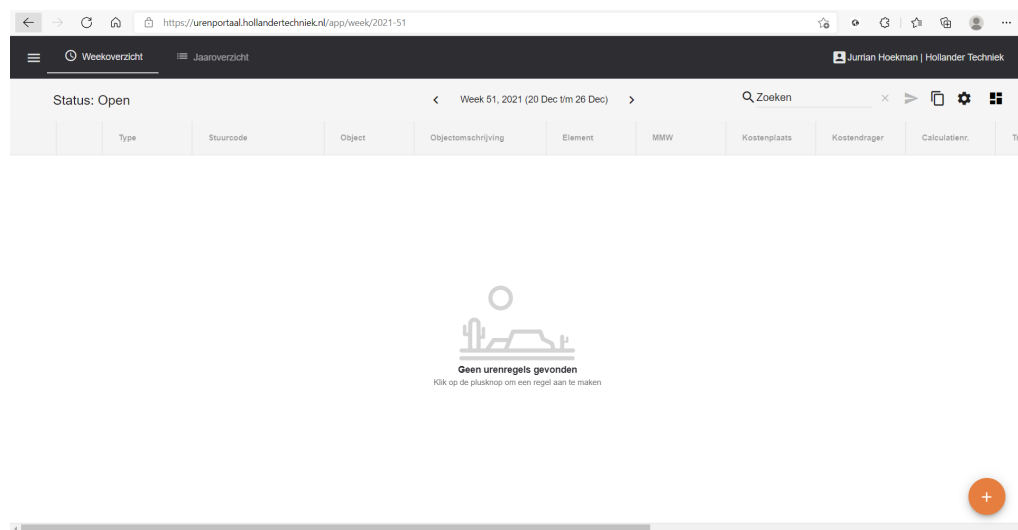 https://urenportaal.hollandertechniek.nl/app/week/2021-51
Weekoverzicht
Jaaroverzicht
Jurrian Hoekman | Hollander Techniek
Status: Open
Week 51, 2021 (20 Dec t/m 26 Dec)
Zoeken
Type
Stuurcode
Object
Objectomschrijving
Element
MMW
Kostenplaats
Kostendrager
Calculatienr.
Geen urenregels gevonden
Klik op de plusknop om een regel aan te maken